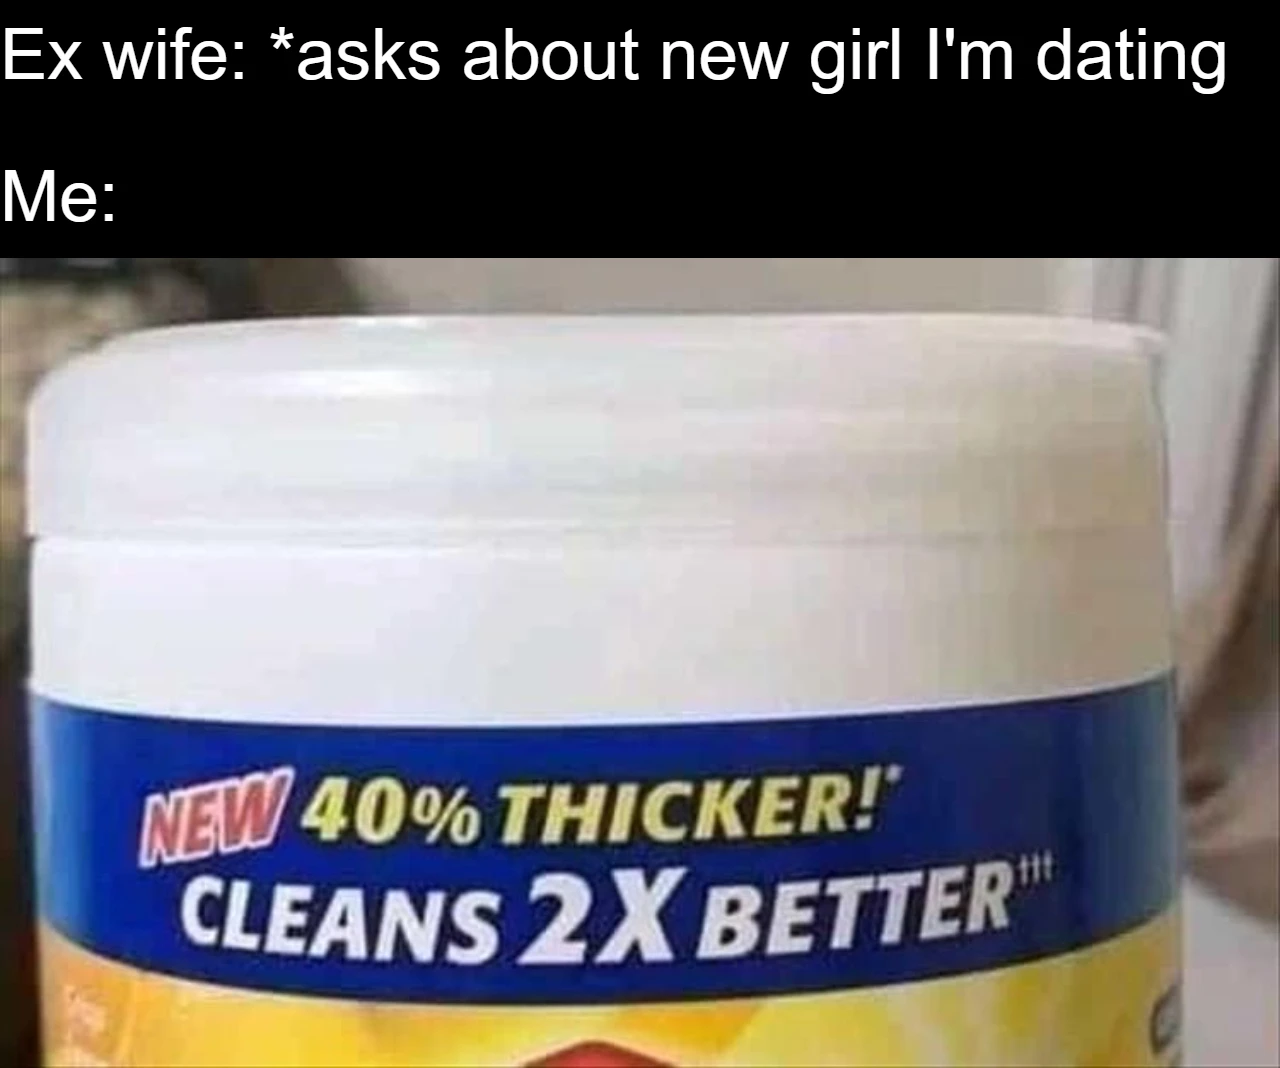 Ex wife: *asks about new girl I'm dating
Me:
NEW 40% THICKER!*
CLEANS 2X BETTER†††